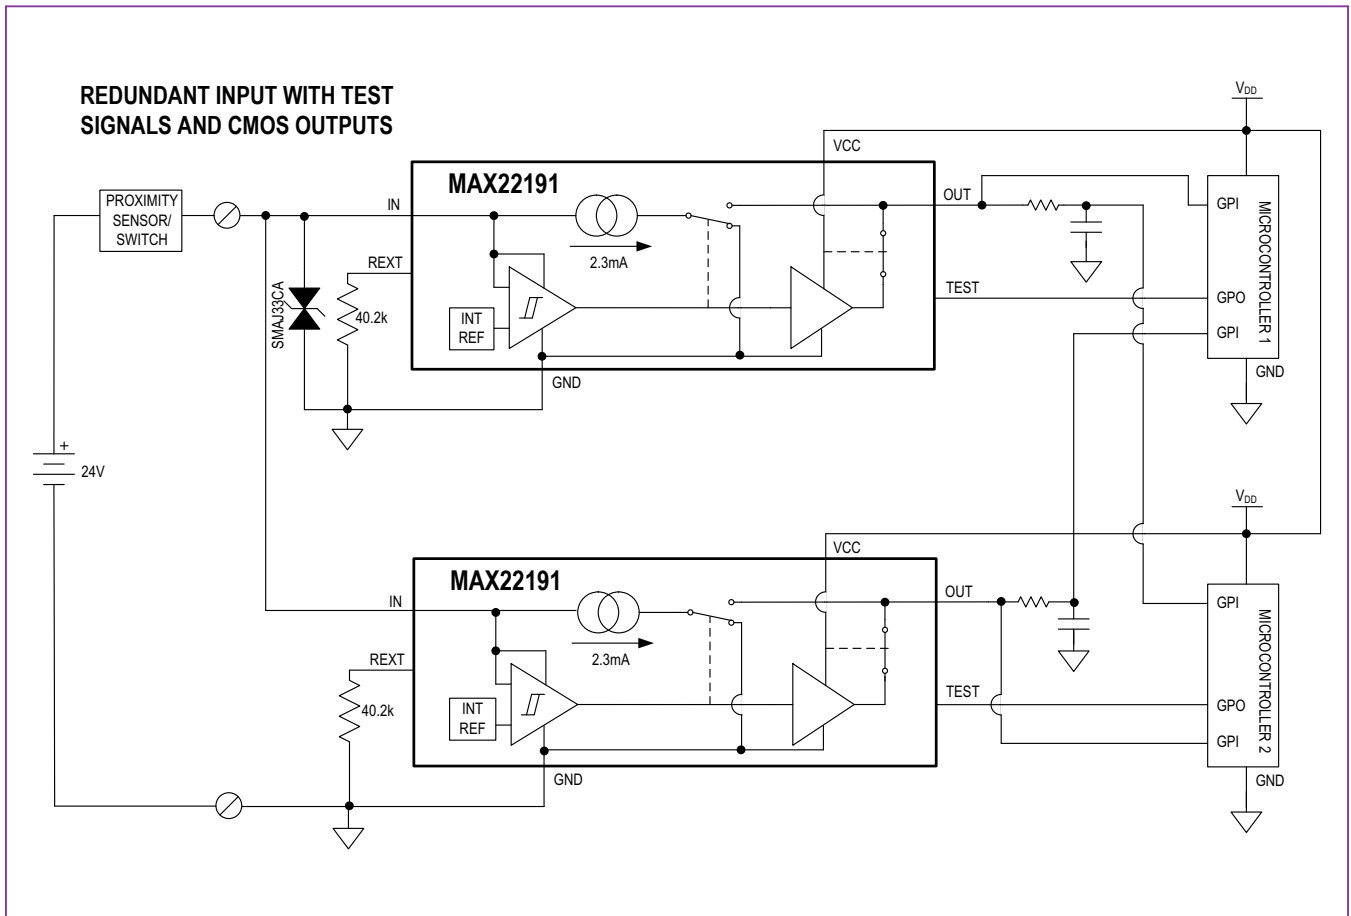 REDUNDANT INPUT WITH TEST
SIGNALS AND CMOS OUTPUTS
VDD
VCC
MAX22191
PROXIMITY
SENSOR/
SWITCH
IN
OUT
GPI
MICROCONTROLLER 1
REXT
2.3mA
TEST
GPO
SMAJ33CA
40.2k
INT
REF
GPI
GND
GND
+
24V
VDD
VCC
MAX22191
IN
OUT
GPI
MICROCONTROLLER 2
REXT
2.3mA
TEST
GPO
40.2k
INT
REF
GPI
GND
GND